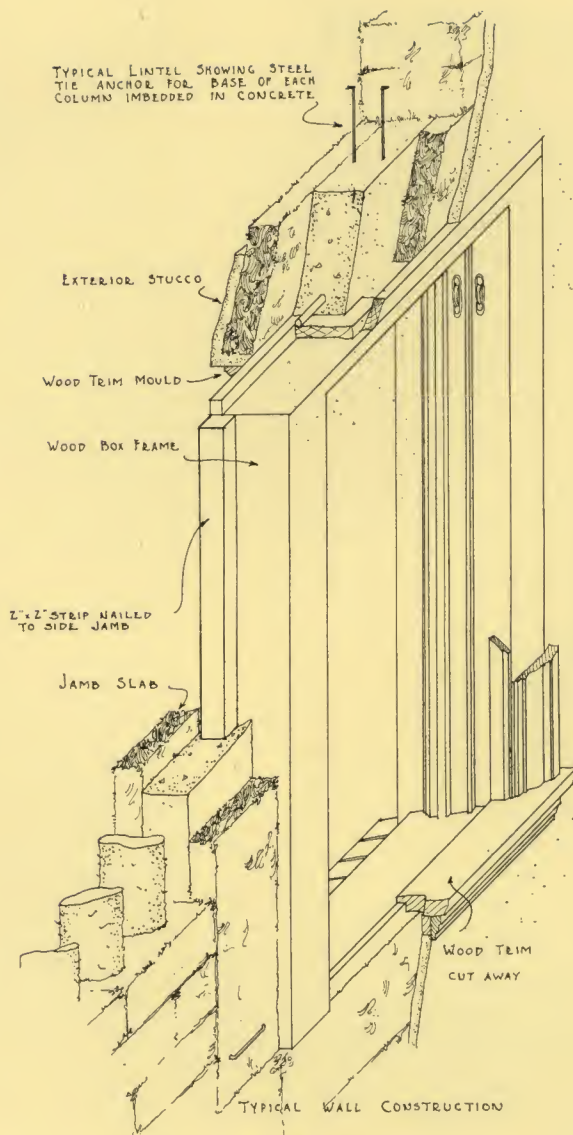 TYPICAL LINTEL SHOWING STEEL
TIE ANCHOR FOR BASE OF EACH
COLUMN IMBEDDED IN CONCRETE
EXTERIOR STUCCO
WOOD TRIM MOULD
WOOD BOX FRAME
2"x2" STRIP NAILED
TO SIDE JAMB
JAMB SLAB
WOOD TRIM
CUT AWAY
TYPICAL WALL CONSTRUCTION